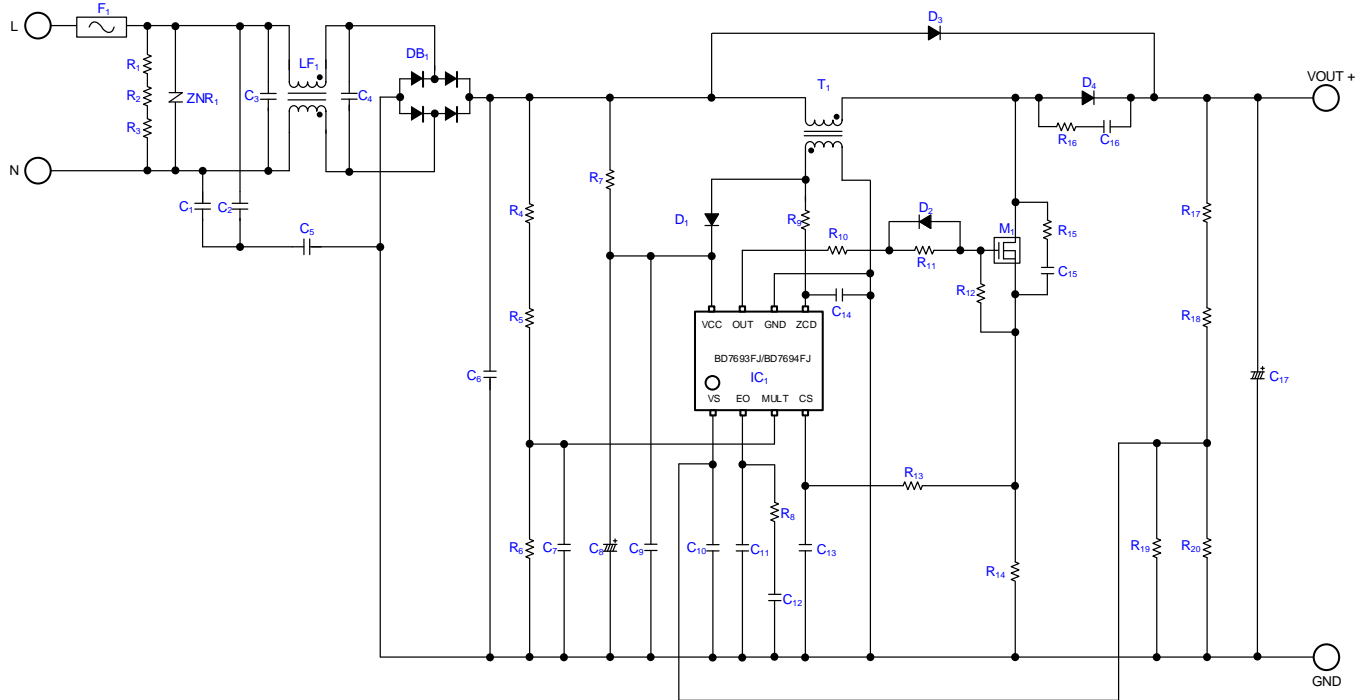 F1
L
D3
DB1
LF1
R1
R2
R3
ZNR1
C3
C4
T1
D4
VOUT +
R16
C16
N
C1
C2
C5
R7
R4
D1
R9
R10
D2
R11
M1
R15
C15
R12
R17
C14
R5
R18
VCC OUT GND ZCD
BD7693FJ/BD7694FJ
IC1
VS EO MULT CS
C6
C17
R13
R8
R6
C7
C8
+
C9
C10
C11
C13
C12
R14
R19
R20
+
GND